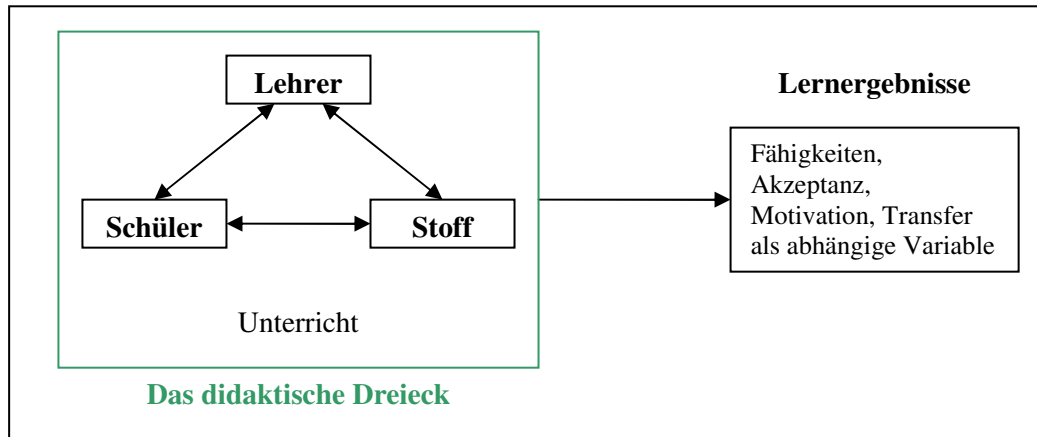 Lehrer
Schüler
Stoff
Unterricht
Das didaktische Dreieck
Lernergebnisse
Fähigkeiten,
Akzeptanz,
Motivation, Transfer
als abhängige Variable